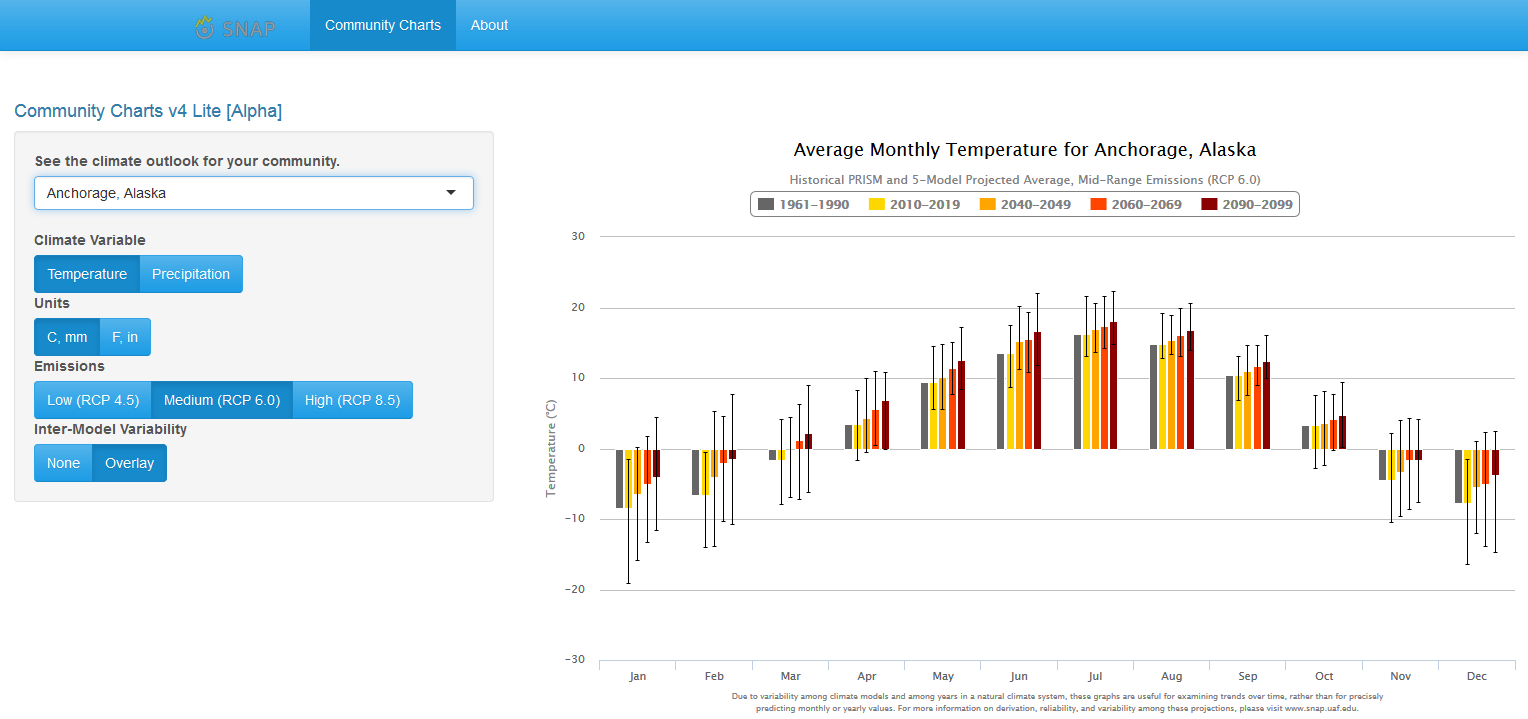 SNAP
Community Charts
About
Community Charts v4 Lite [Alpha]
See the climate outlook for your community.
Anchorage, Alaska
Climate Variable
Temperature
Precipitation
Units
C, mm
F, in
Emissions
Low (RCP 4.5)
Medium (RCP 6.0)
High (RCP 8.5)
Inter-Model Variability
None
Overlay
Average Monthly Temperature for Anchorage, Alaska
Historical PRISM and 5-Model Projected Average, Mid-Range Emissions (RCP 6.0)
1961–1990
2010–2019
2040–2049
2060–2069
2090–2099
Temperature (°C)
30
20
10
0
−10
−20
−30
Jan
Feb
Mar
Apr
May
Jun
Jul
Aug
Sep
Oct
Nov
Dec
Due to variability among climate models and among years in a natural climate system, these graphs are useful for examining trends over time, rather than for precisely
predicting monthly or yearly values. For more information on derivation, reliability, and variability among these projections, please visit www.snap.uaf.edu.